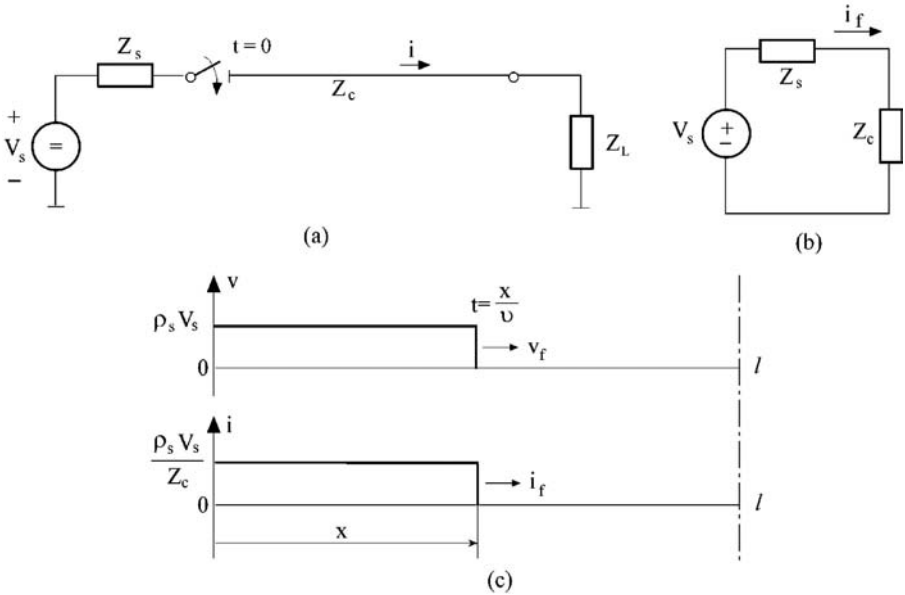 Z_s
t = 0
i
Z_c
+
V_s
=
−
Z_L
(a)
i_f
Z_s
V_s
+
−
Z_c
(b)
v
t= x/υ
ρ_s V_s
v_f
0
l
i
ρ_s V_s
Z_c
i_f
0
l
x
(c)